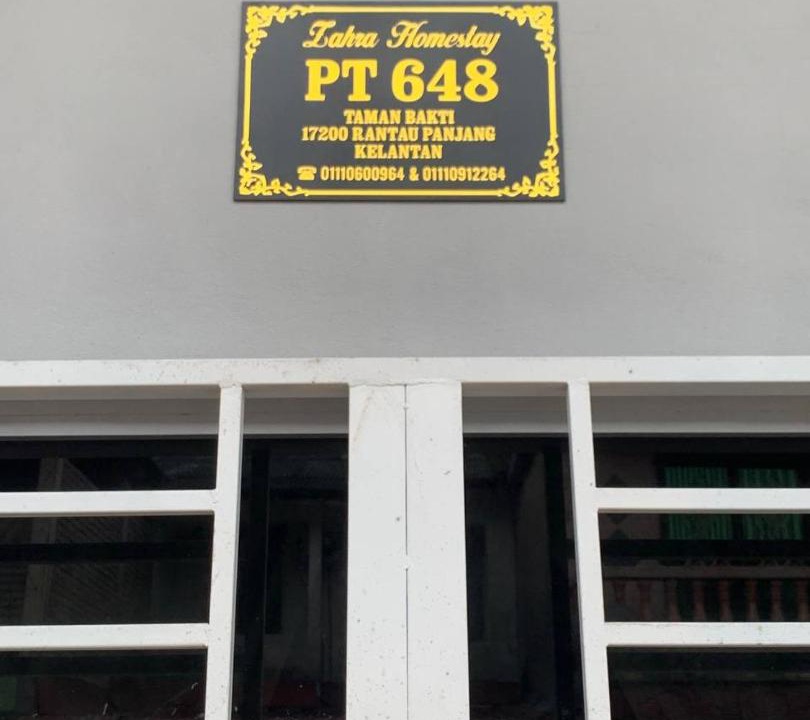 Zahra Homestay
PT 648
TAMAN BAKTI
17200 RANTAU PANJANG
KELANTAN
☎ 01110600964 & 01110912264